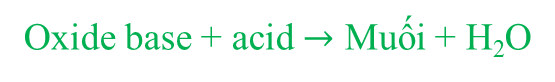 Oxide base + acid → Muối + H₂O